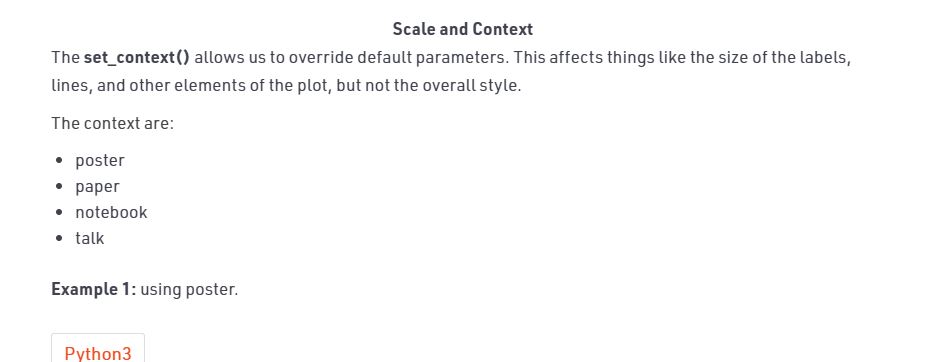 Scale and Context
The set_context() allows us to override default parameters. This affects things like the size of the labels,
lines, and other elements of the plot, but not the overall style.
The context are:
• poster
• paper
• notebook
• talk
Example 1: using poster.
Python3